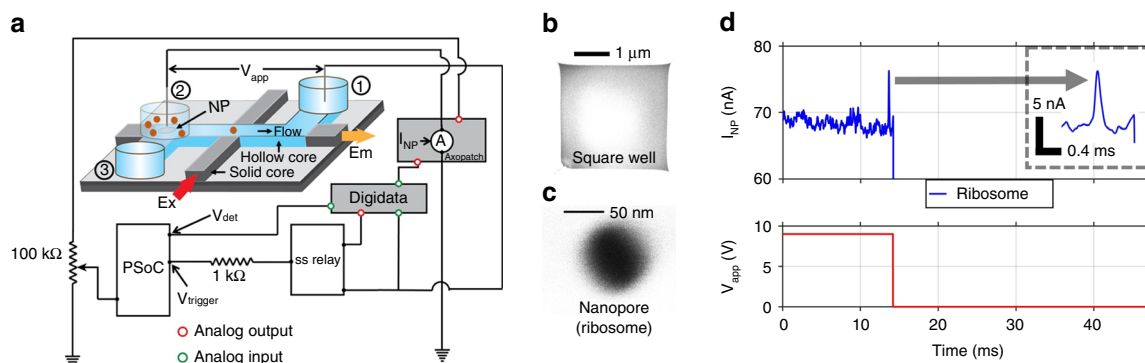 a
V_app
①
②
NP
③
Flow
Hollow core
Solid core
Em
Ex
I_NP
A
Axopatch
Digidata
V_det
100 kΩ
PSoC
1 kΩ
ss relay
V_trigger
Analog output
Analog input
b
1 μm
Square well
c
50 nm
Nanopore
(ribosome)
d
80
70
60
I_NP (nA)
5 nA
0.4 ms
Ribosome
10
5
0
V_app (V)
0 10 20 30 40
Time (ms)